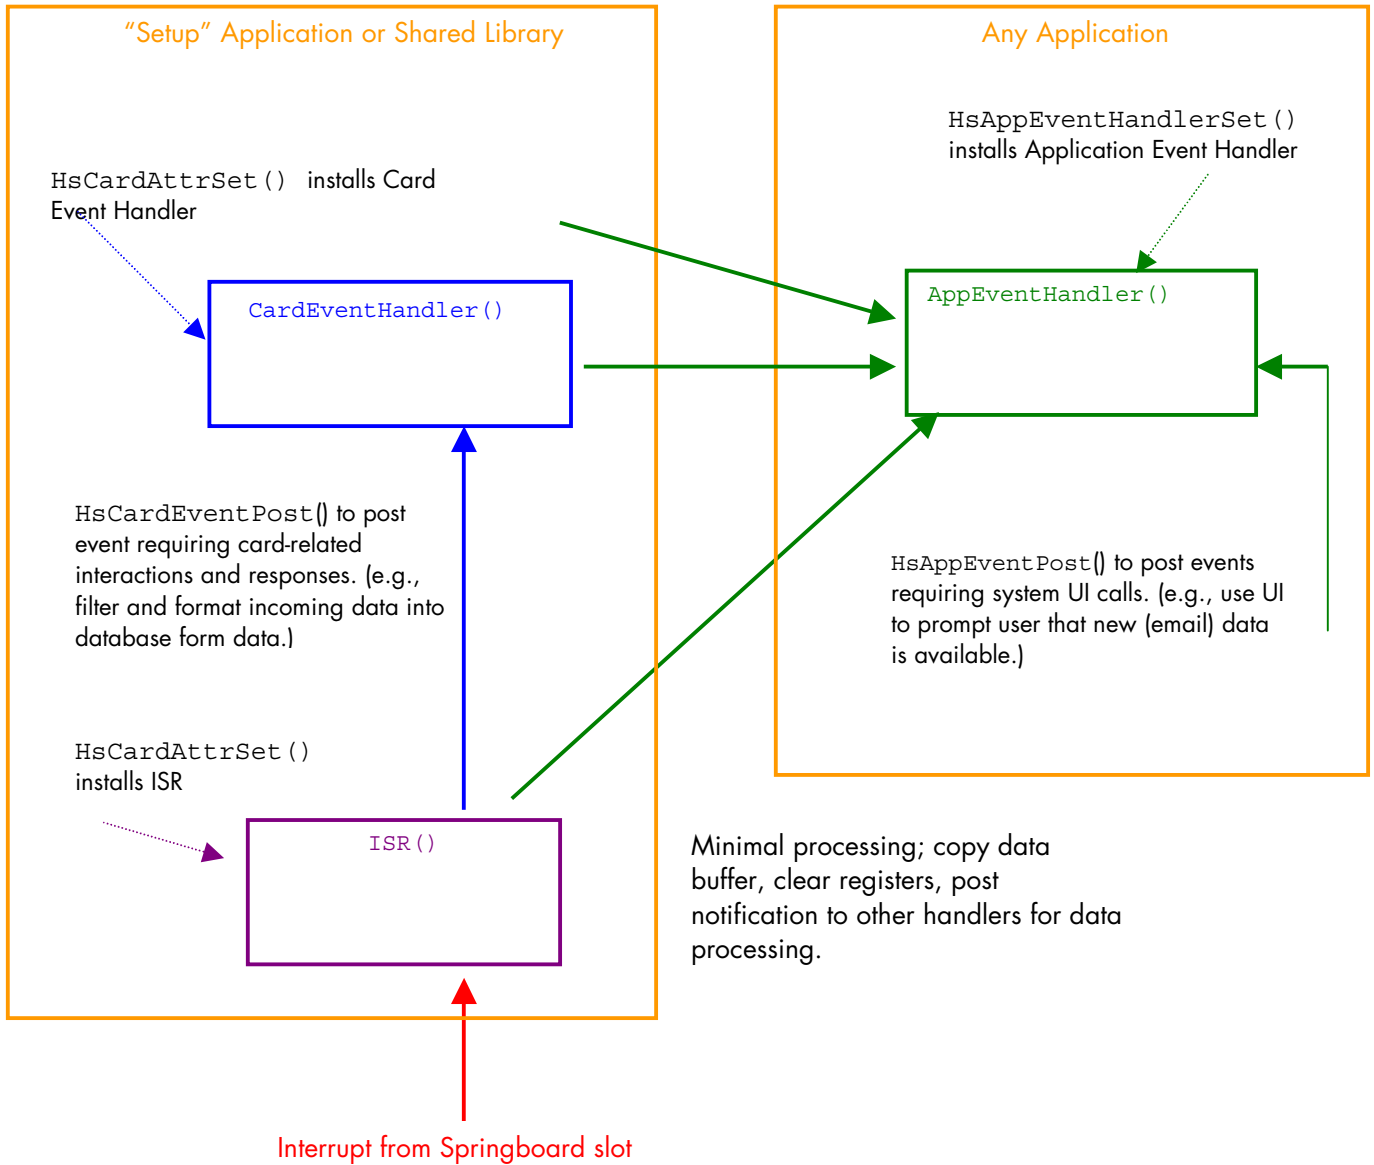 “Setup” Application or Shared Library
Any Application
HsAppEventHandlerSet()
installs Application Event Handler
HsCardAttrSet() installs Card
Event Handler
CardEventHandler()
AppEventHandler()
HsCardEventPost() to post
event requiring card-related
interactions and responses. (e.g.,
filter and format incoming data into
database form data.)
HsAppEventPost() to post events
requiring system UI calls. (e.g., use UI
to prompt user that new (email) data
is available.)
HsCardAttrSet()
installs ISR
ISR()
Minimal processing; copy data
buffer, clear registers, post
notification to other handlers for data
processing.
Interrupt from Springboard slot